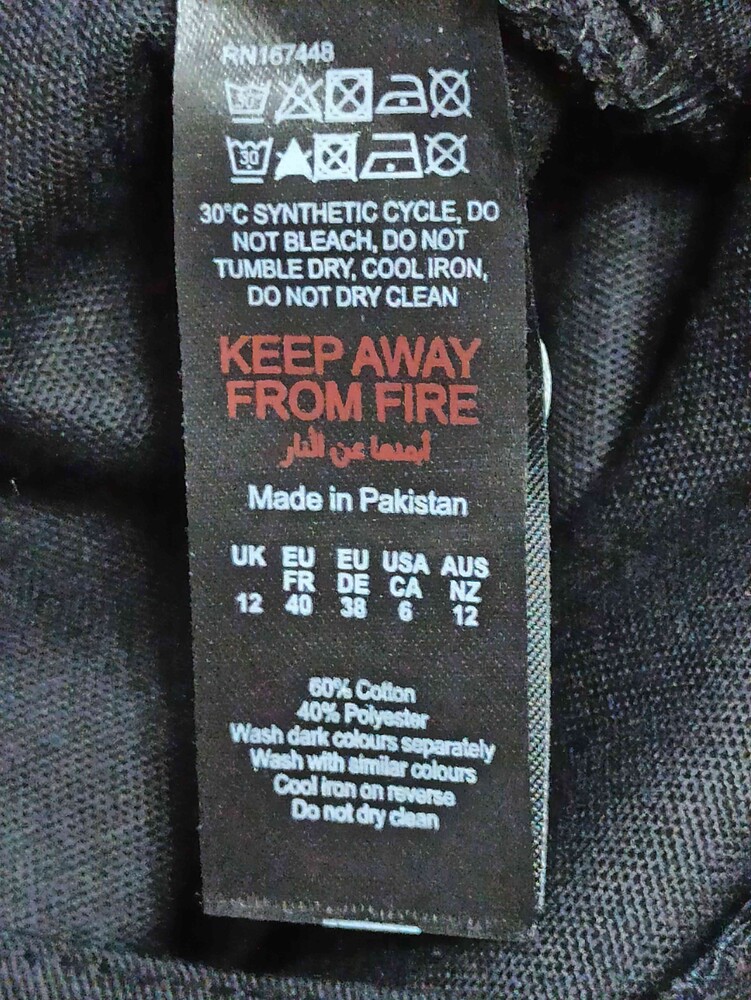 RN167448
30
30
30°C SYNTHETIC CYCLE, DO
NOT BLEACH, DO NOT
TUMBLE DRY, COOL IRON,
DO NOT DRY CLEAN
KEEP AWAY
FROM FIRE
أبعدها عن النار
Made in Pakistan
UK EU EU USA AUS
FR DE CA NZ
12 40 38 6 12
60% Cotton
40% Polyester
Wash dark colours separately
Wash with similar colours
Cool iron on reverse
Do not dry clean